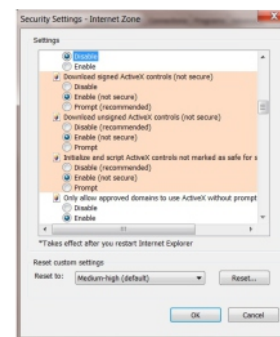 Security Settings - Internet Zone
Settings
Disable
Enable
Download signed ActiveX controls (not secure)
Disable
Enable (not secure)
Prompt (recommended)
Download unsigned ActiveX controls (not secure)
Disable (recommended)
Enable (not secure)
Prompt
Initialize and script ActiveX controls not marked as safe for s
Disable (recommended)
Enable (not secure)
Prompt
Only allow approved domains to use ActiveX without prompt
Disable
Enable
*Takes effect after you restart Internet Explorer
Reset custom settings
Reset to: Medium-high (default) Reset...
OK Cancel